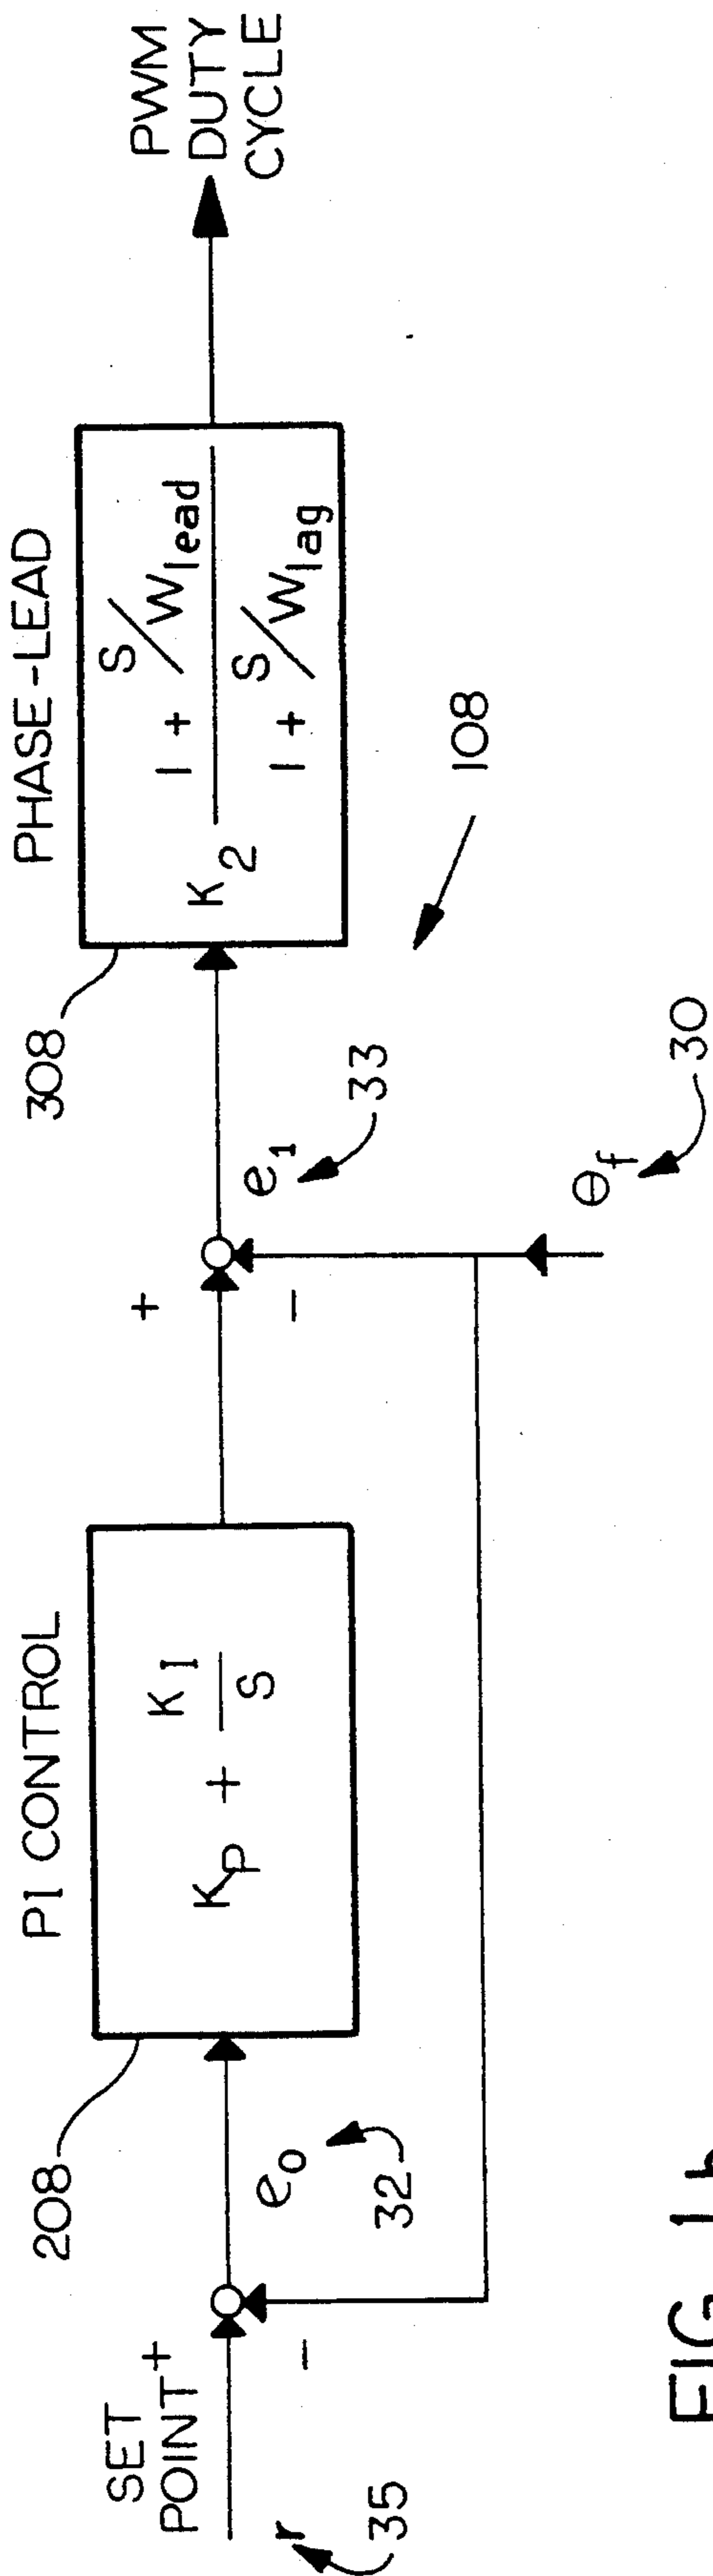 SET
POINT
+
-
r
35
e0
32
208
PI CONTROL
Kp + KI/S
+
-
e1
33
θf
30
308
PHASE-LEAD
K2 (1 + S/Wlead)/(1 + S/Wlag)
108
PWM
DUTY
CYCLE
FIG. 1b